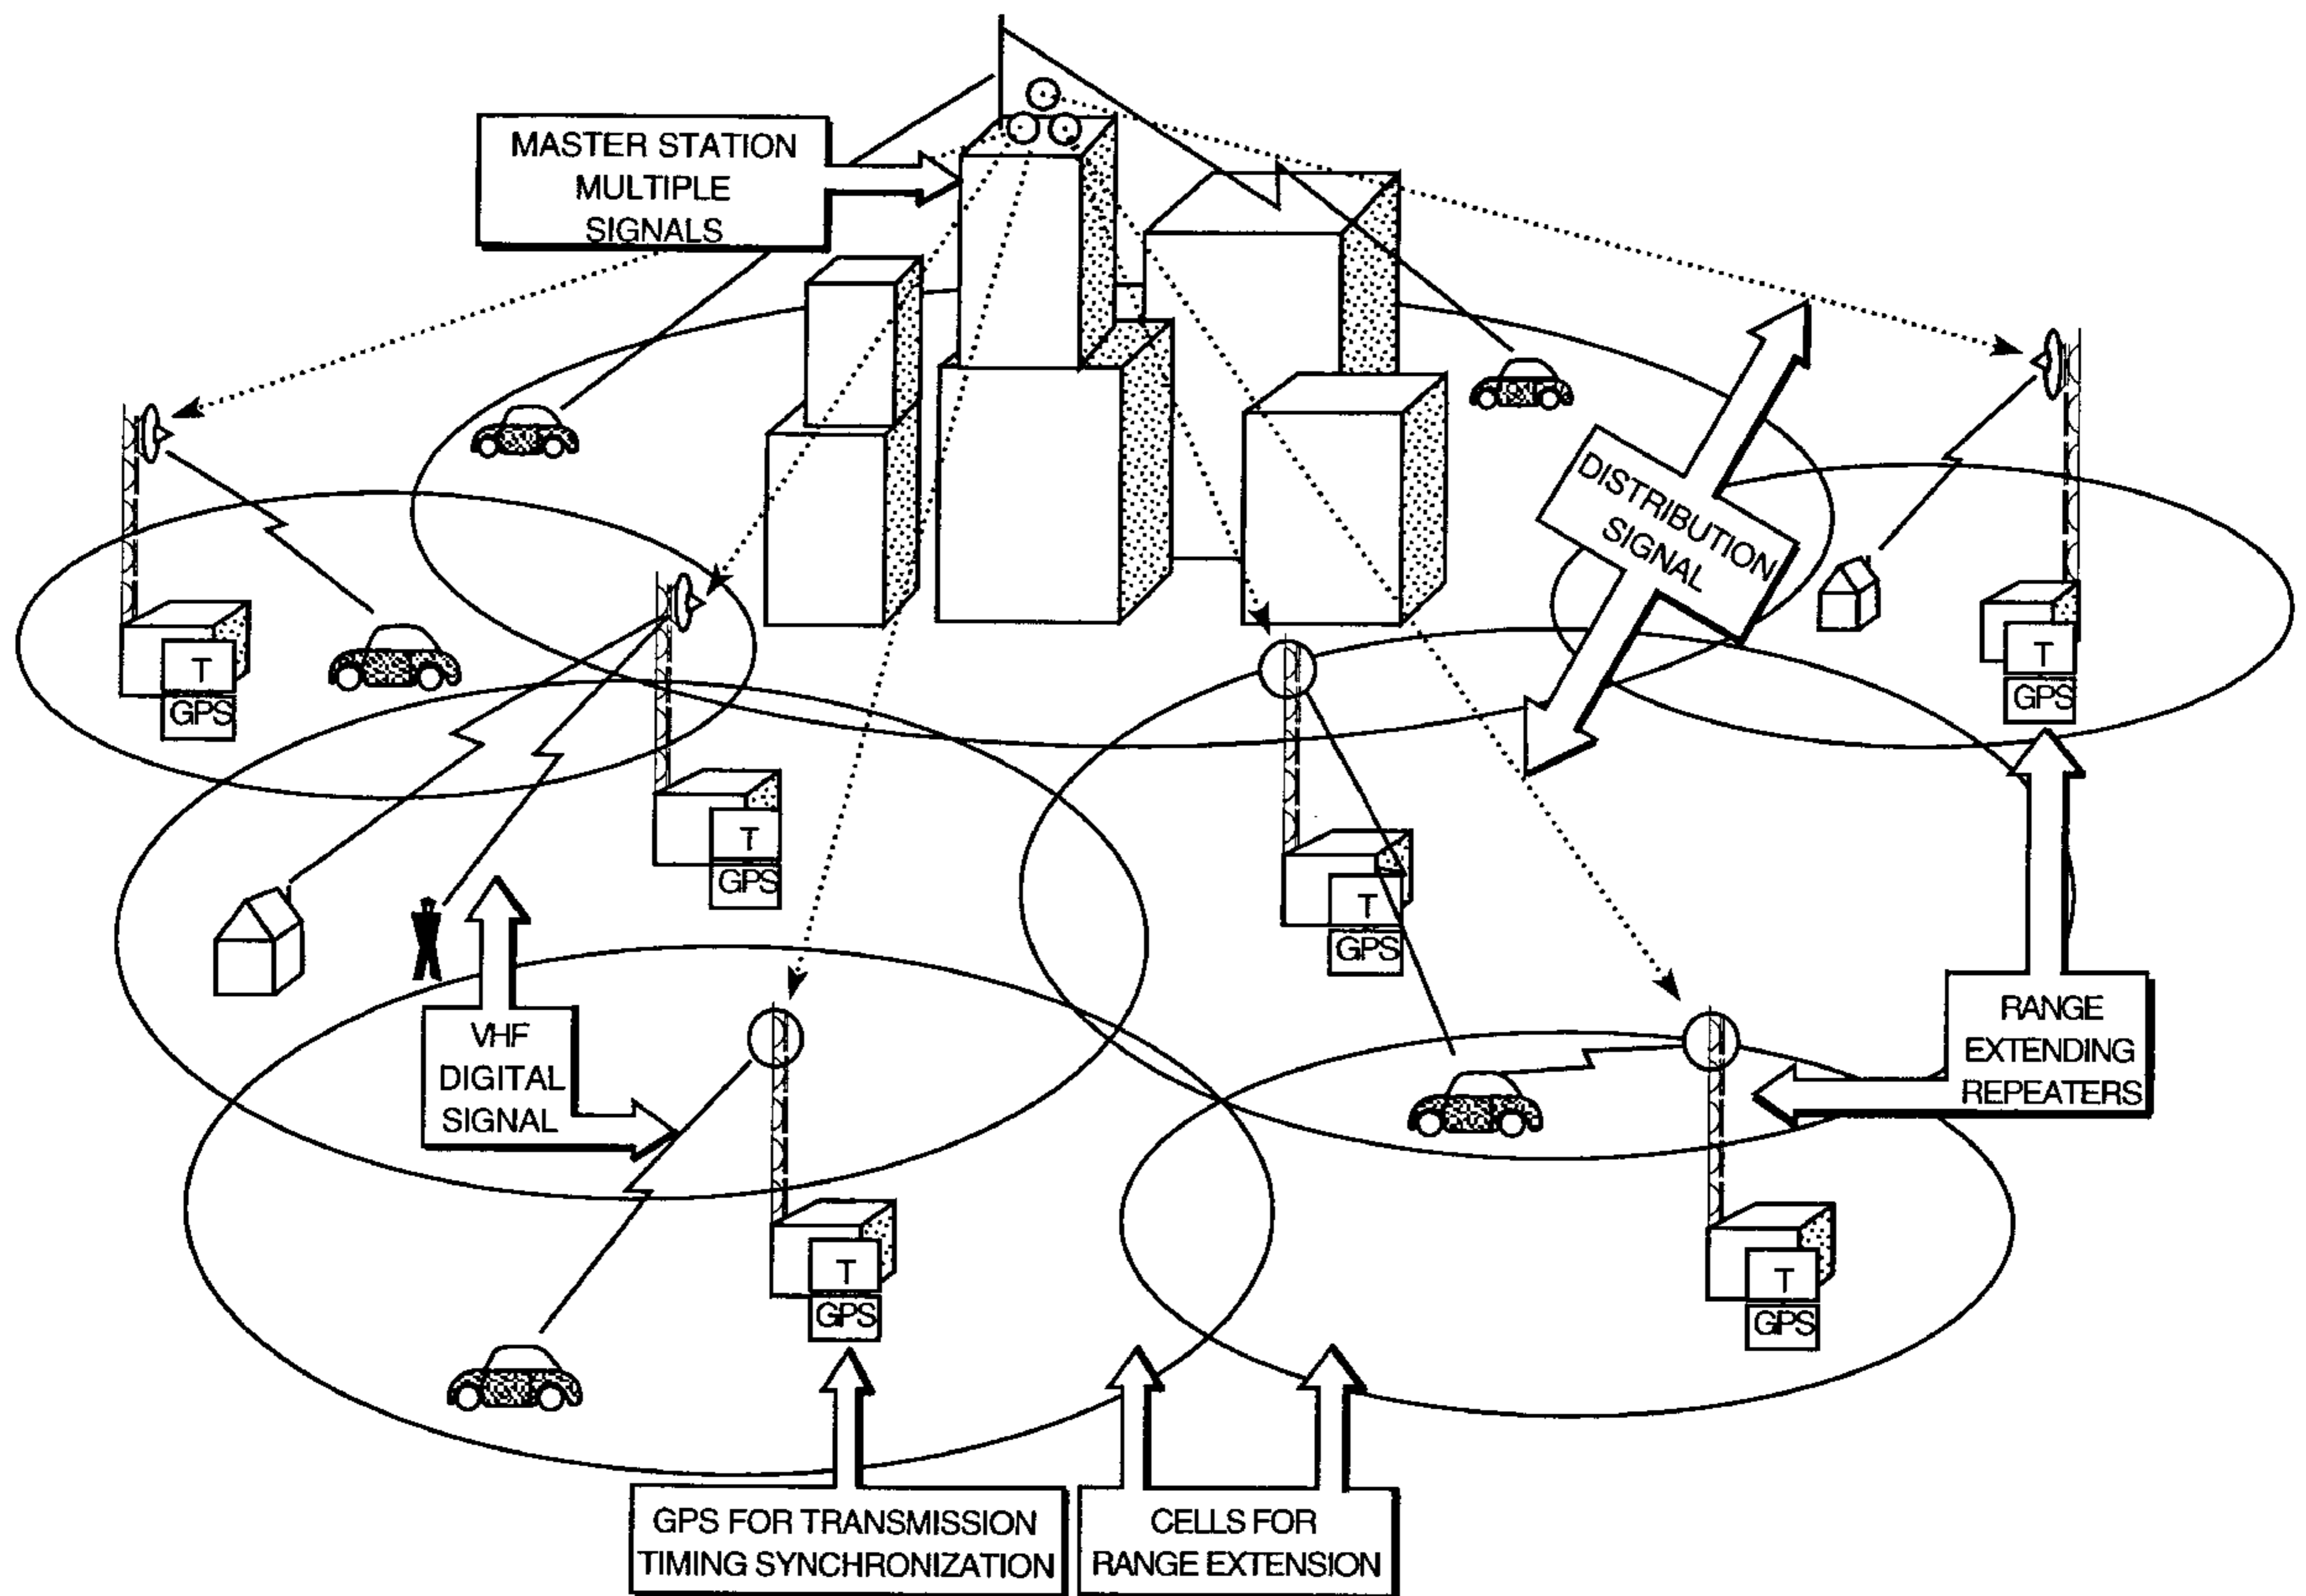 MASTER STATION
MULTIPLE
SIGNALS
DISTRIBUTION
SIGNAL
T
GPS
T
GPS
T
GPS
T
GPS
VHF
DIGITAL
SIGNAL
RANGE
EXTENDING
REPEATERS
T
GPS
T
GPS
GPS FOR TRANSMISSION
TIMING SYNCHRONIZATION
CELLS FOR
RANGE EXTENSION